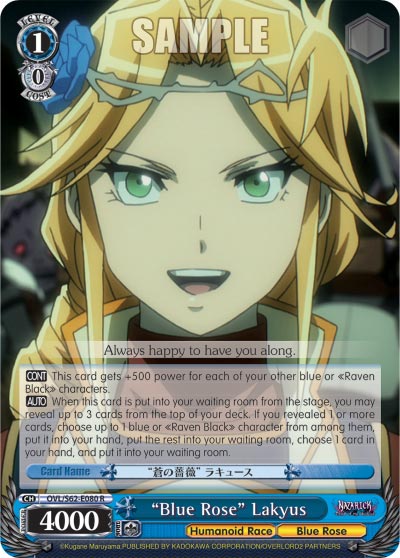 LEVEL
1
SAMPLE
0
COST
Always happy to have you along.
CONT This card gets +500 power for each of your other blue or «Raven
Black» characters.
AUTO When this card is put into your waiting room from the stage, you may
reveal up to 3 cards from the top of your deck. If you revealed 1 or more
cards, choose up to 1 blue or «Raven Black» character from among them,
put it into your hand, put the rest into your waiting room, choose 1 card in
your hand, and put it into your waiting room.
Card Name
“蒼の薔薇” ラキュース
CH OVL/S62-E080 R
4000
“Blue Rose” Lakyus
NAZARICK
Humanoid Race
Blue Rose
©Kugane Maruyama,PUBLISHED BY KADOKAWA CORPORATION/OVERLORD2 PARTNERS